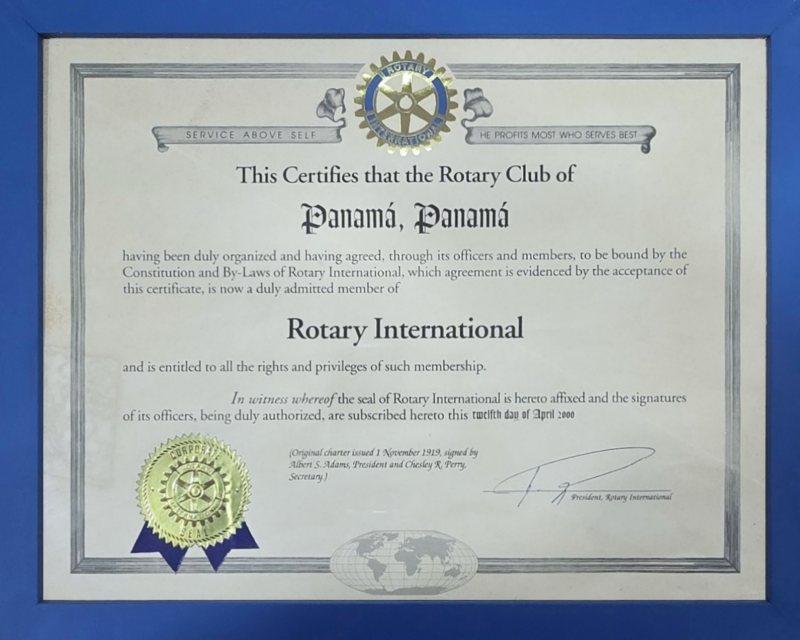 ROTARY
INTERNATIONAL
SERVICE ABOVE SELF
HE PROFITS MOST WHO SERVES BEST
This Certifies that the Rotary Club of
Panamá, Panamá
having been duly organized and having agreed, through its officers and members, to be bound by the
Constitution and By-Laws of Rotary International, which agreement is evidenced by the acceptance of
this certificate, is now a duly admitted member of
Rotary International
and is entitled to all the rights and privileges of such membership.
In witness whereof the seal of Rotary International is hereto affixed and the signatures
of its officers, being duly authorized, are subscribed hereto this twelfth day of April 2000
(Original charter issued 1 November 1919, signed by
Albert S. Adams, President and Chesley R. Perry,
Secretary.)
President, Rotary International
CORPORATE
SEAL